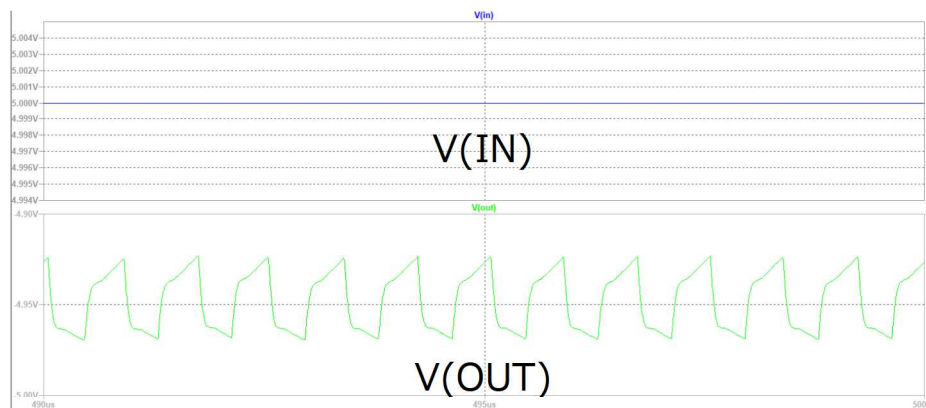 V(in)
5.004V
5.003V
5.002V
5.001V
5.000V
4.999V
4.998V
4.997V
4.996V
4.995V
4.994V
V(IN)
V(out)
-4.90V
-4.95V
-5.00V
V(OUT)
490us
495us
500